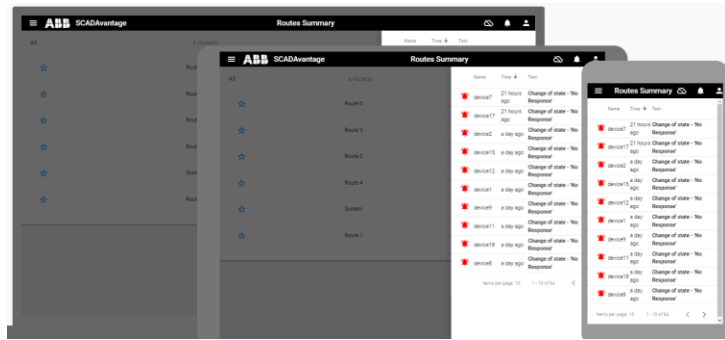 ABB SCADAvantage
Routes Summary
All
Name Time Text
ABB SCADAvantage
Routes Summary
All
6 route(s)
Route 3
Route 2
Route 4
System
Route 1
Name Time Text
device7 21 hours ago Change of state - 'No Response'
device17 21 hours ago Change of state - 'No Response'
device2 a day ago Change of state - 'No Response'
device15 a day ago Change of state - 'No Response'
device12 a day ago Change of state - 'No Response'
device1 a day ago Change of state - 'No Response'
device9 a day ago Change of state - 'No Response'
device11 a day ago Change of state - 'No Response'
device18 a day ago Change of state - 'No Response'
device8 a day ago Change of state - 'No Response'
Items per page: 10 1 - 10 of 94
Routes Summary
Name Time Text
device7 21 hours ago Change of state - 'No Response'
device17 21 hours ago Change of state - 'No Response'
device2 a day ago Change of state - 'No Response'
device15 a day ago Change of state - 'No Response'
device12 a day ago Change of state - 'No Response'
device1 a day ago Change of state - 'No Response'
device9 a day ago Change of state - 'No Response'
device11 a day ago Change of state - 'No Response'
device18 a day ago Change of state - 'No Response'
device8 a day ago Change of state - 'No Response'
Items per page: 10 1 - 10 of 94